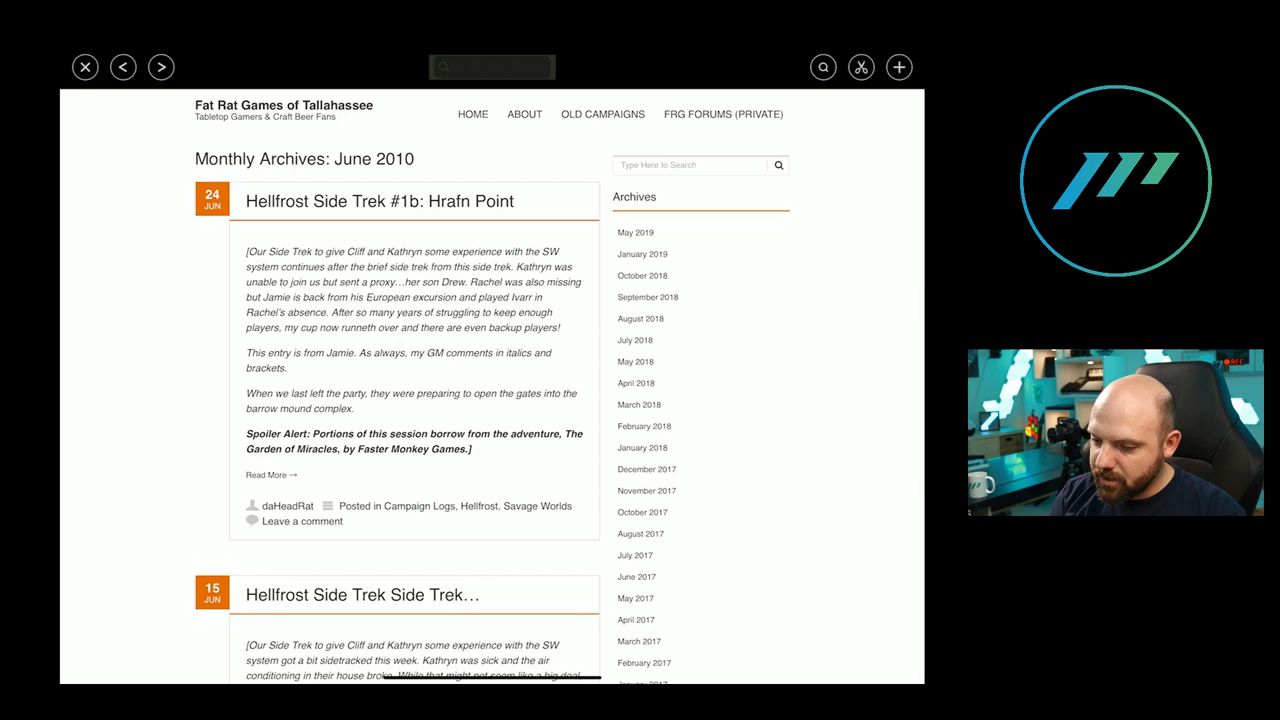 Fat Rat Games of Tallahassee
Tabletop Gamers & Craft Beer Fans
HOME ABOUT OLD CAMPAIGNS FRG FORUMS (PRIVATE)
Monthly Archives: June 2010
24
JUN
Hellfrost Side Trek #1b: Hrafn Point
[Our Side Trek to give Cliff and Kathryn some experience with the SW
system continues after the brief side trek from this side trek. Kathryn was
unable to join us but sent a proxy…her son Drew. Rachel was also missing
but Jamie is back from his European excursion and played Ivarr in
Rachel's absence. After so many years of struggling to keep enough
players, my cup now runneth over and there are even backup players!
This entry is from Jamie. As always, my GM comments in italics and
brackets.
When we last left the party, they were preparing to open the gates into the
barrow mound complex.
Spoiler Alert: Portions of this session borrow from the adventure, The
Garden of Miracles, by Faster Monkey Games.]
Read More →
daHeadRat Posted in Campaign Logs, Hellfrost, Savage Worlds
Leave a comment
15
JUN
Hellfrost Side Trek Side Trek…
[Our Side Trek to give Cliff and Kathryn some experience with the SW
system got a bit sidetracked this week. Kathryn was sick and the air
conditioning in their house broke. While that might not seem like a big deal,
Type Here to Search
Archives
May 2019
January 2019
October 2018
September 2018
August 2018
July 2018
May 2018
April 2018
March 2018
February 2018
January 2018
December 2017
November 2017
October 2017
August 2017
July 2017
June 2017
May 2017
April 2017
March 2017
February 2017
January 2017
REC